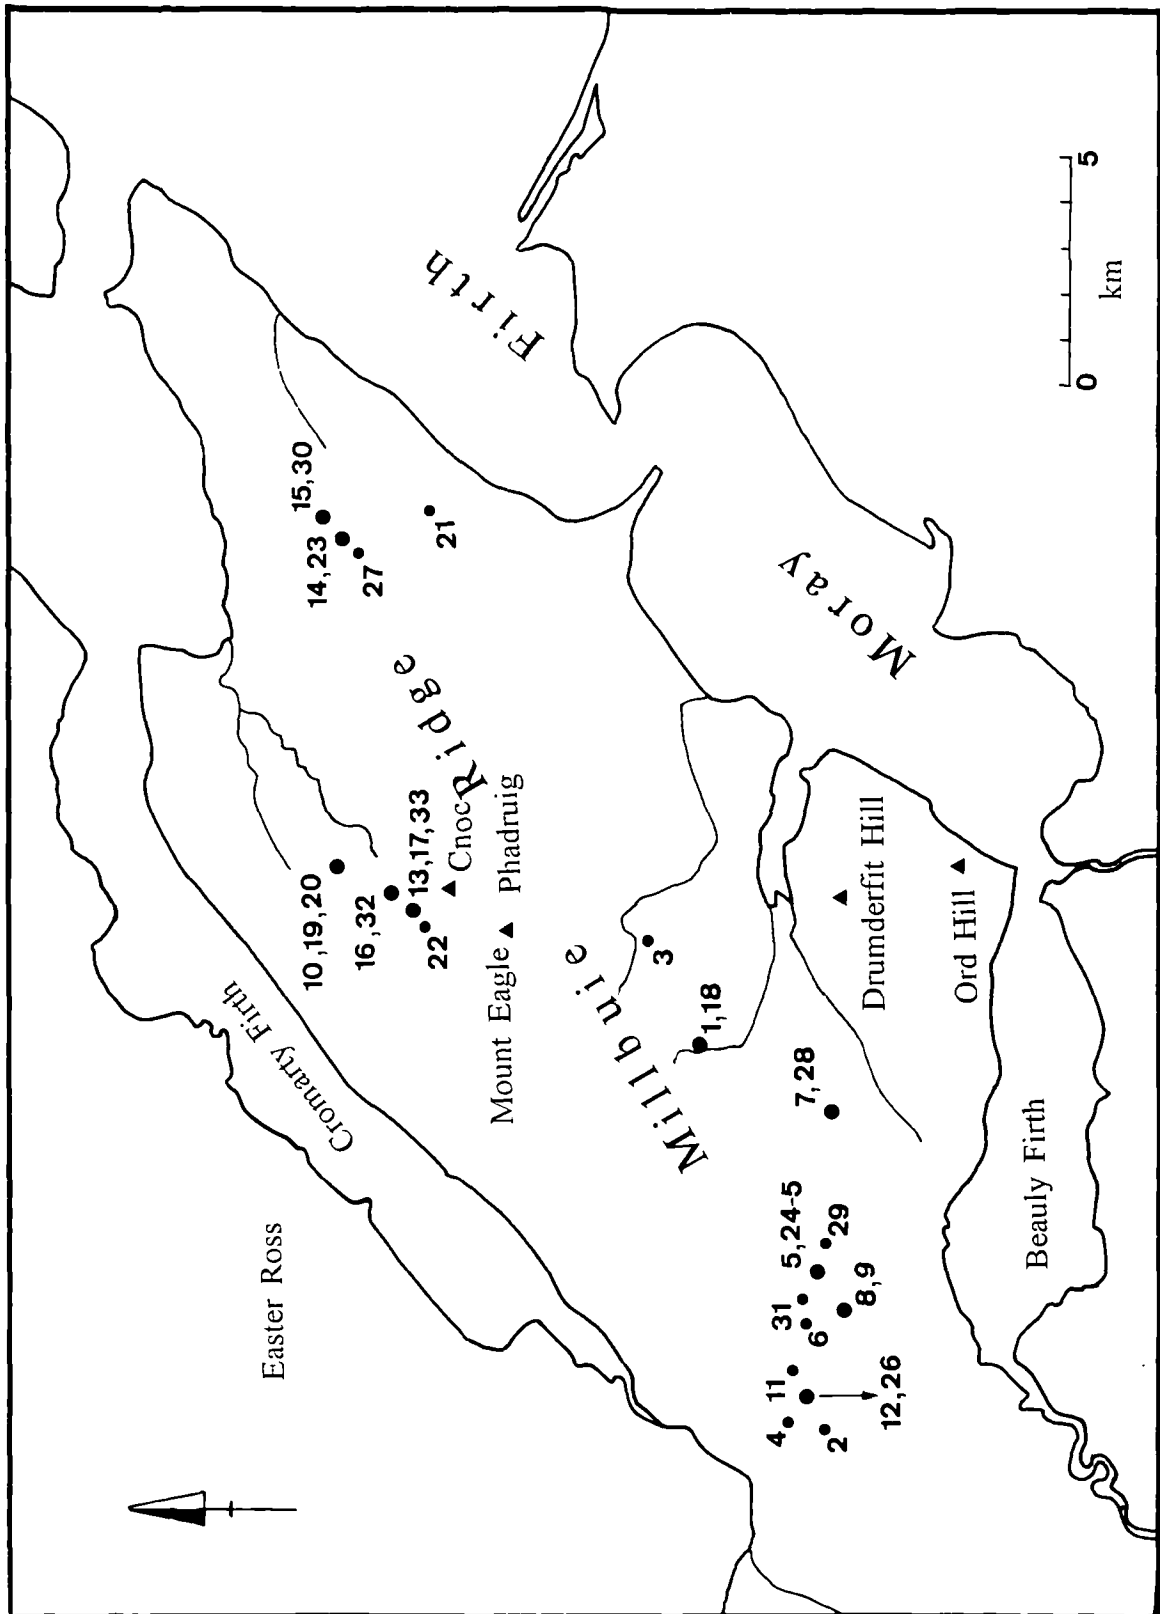 Easter Ross
Cromarty Firth
15,30
14,23
27
21
10,19,20
16,32
13,17,33
22
Cnoc
Phadruig
Mount Eagle
Millbuie Ridge
Moray Firth
3
1,18
7,28
5,24-5
29
31
6
8,9
11
4
2
12,26
Drumderfit Hill
Ord Hill
Beauly Firth
0 5
km